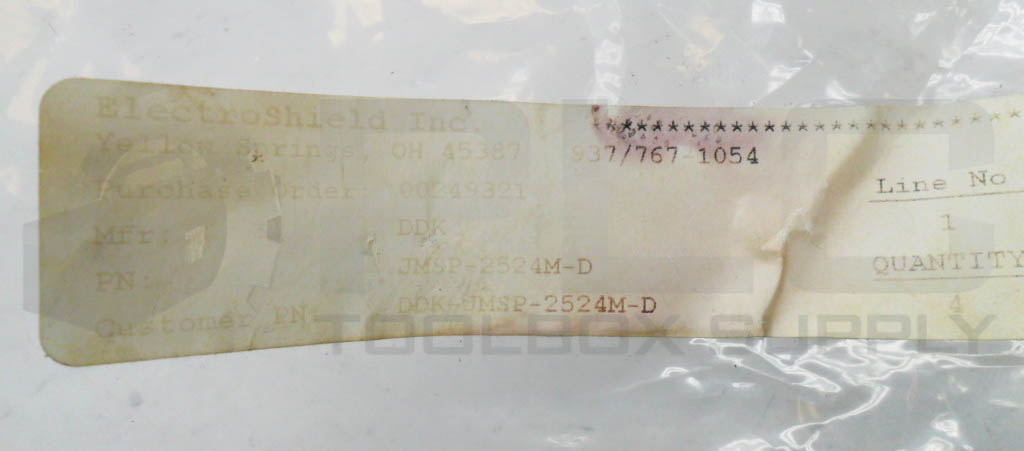 ElectroShield Inc. ************************
Yellow Springs, OH 45387 937/767-1054
Purchase Order: 00249321 Line No
Mfr: DDK 1
PN: JMSP-2524M-D QUANTITY
Customer PN: DDK-JMSP-2524M-D 4
TOOLBOX SUPPLY